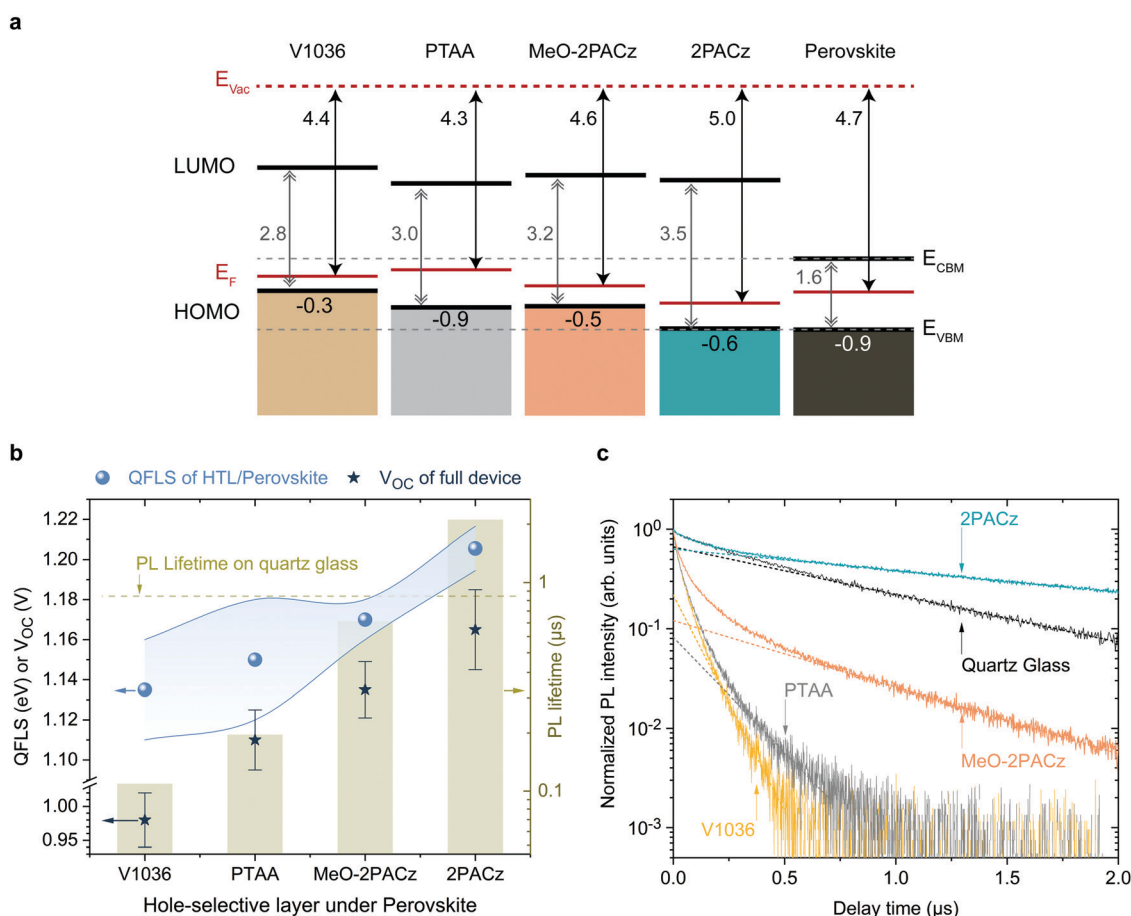 a
V1036 PTAA MeO-2PACz 2PACz Perovskite
E_Vac
4.4 4.3 4.6 5.0 4.7
LUMO
2.8 3.0 3.2 3.5
E_CBM
1.6
E_F
HOMO
-0.3 -0.9 -0.5 -0.6 -0.9
E_VBM
b
QFLS of HTL/Perovskite V_OC of full device
QFLS (eV) or V_OC (V)
1.22
1.20
1.18
1.16
1.14
1.12
1.10
1.00
0.95
PL Lifetime on quartz glass
1
0.1
PL lifetime (µs)
V1036 PTAA MeO-2PACz 2PACz
Hole-selective layer under Perovskite
c
Normalized PL intensity (arb. units)
10^0
10^-1
10^-2
10^-3
2PACz
Quartz Glass
PTAA
MeO-2PACz
V1036
0.0 0.5 1.0 1.5 2.0
Delay time (µs)